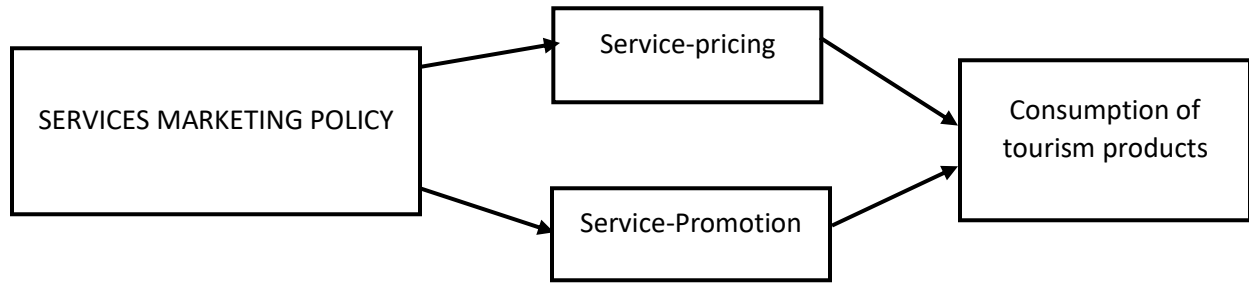 Service-pricing
SERVICES MARKETING POLICY
Consumption of
tourism products
Service-Promotion